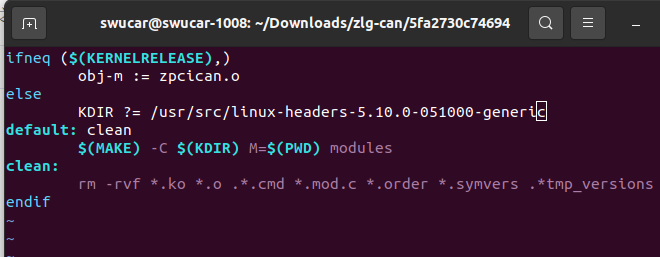 swucar@swucar-1008: ~/Downloads/zlg-can/5fa2730c74694
ifneq ($(KERNELRELEASE),)
        obj-m := zpcican.o
else
        KDIR ?= /usr/src/linux-headers-5.10.0-051000-generic
default: clean
        $(MAKE) -C $(KDIR) M=$(PWD) modules
clean:
        rm -rvf *.ko *.o .*.cmd *.mod.c *.order *.symvers .*tmp_versions
endif
~
~
~